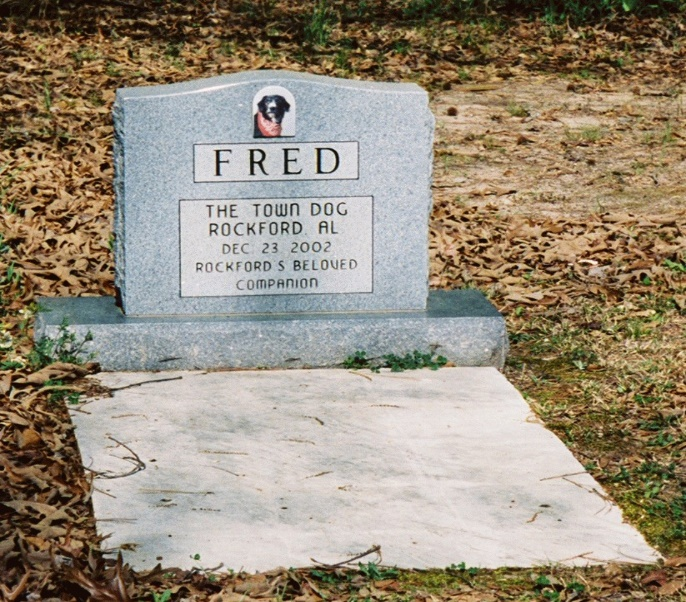 FRED
THE TOWN DOG
ROCKFORD, AL
DEC 23 2002
ROCKFORD'S BELOVED
COMPANION